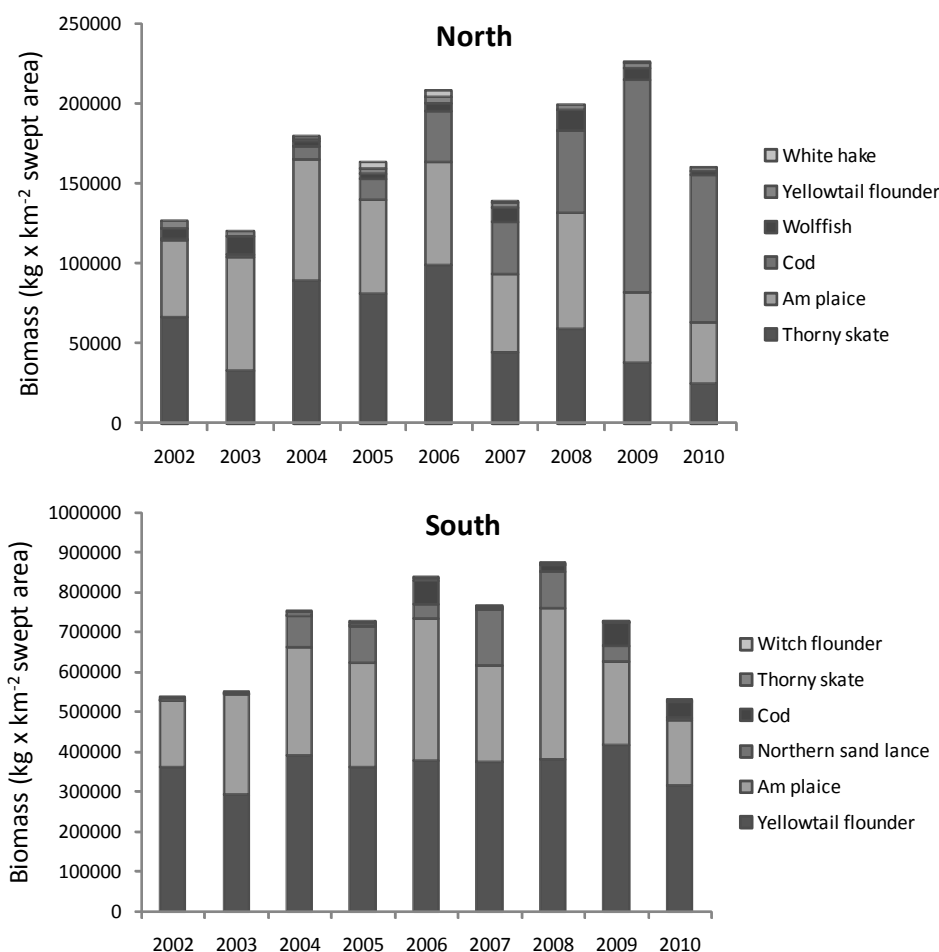 North
Biomass (kg x km⁻² swept area)
250000
200000
150000
100000
50000
0
2002 2003 2004 2005 2006 2007 2008 2009 2010
White hake
Yellowtail flounder
Wolffish
Cod
Am plaice
Thorny skate
South
Biomass (kg x km⁻² swept area)
1000000
900000
800000
700000
600000
500000
400000
300000
200000
100000
0
2002 2003 2004 2005 2006 2007 2008 2009 2010
Witch flounder
Thorny skate
Cod
Northern sand lance
Am plaice
Yellowtail flounder